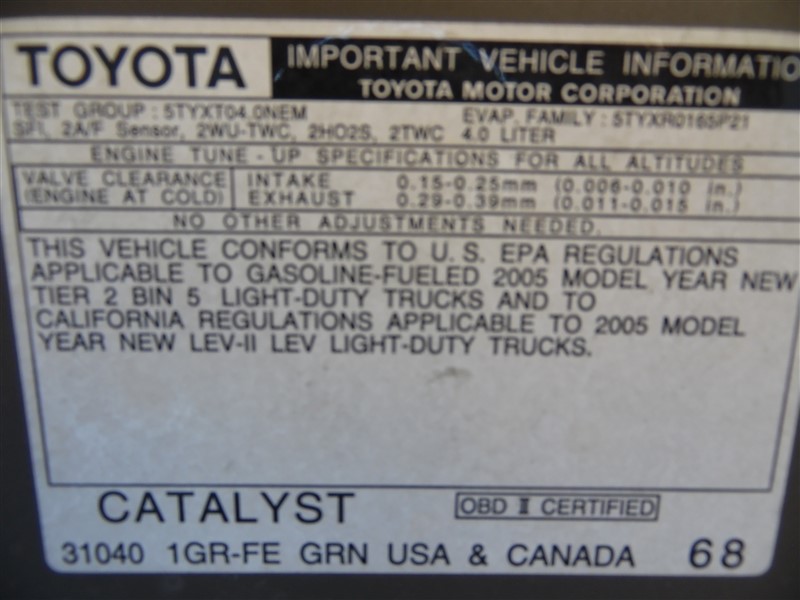 TOYOTA IMPORTANT VEHICLE INFORMATIO
TOYOTA MOTOR CORPORATION
TEST GROUP : 5TYXT04.0NEM EVAP. FAMILY : 5TYXR0165P21
SFI, 2A/F Sensor, 2WU-TWC, 2HO2S, 2TWC 4.0 LITER
ENGINE TUNE - UP SPECIFICATIONS FOR ALL ALTITUDES
VALVE CLEARANCE INTAKE 0.15-0.25mm (0.006-0.010 in.)
(ENGINE AT COLD) EXHAUST 0.29-0.39mm (0.011-0.015 in.)
NO OTHER ADJUSTMENTS NEEDED.
THIS VEHICLE CONFORMS TO U.S. EPA REGULATIONS
APPLICABLE TO GASOLINE-FUELED 2005 MODEL YEAR NEW
TIER 2 BIN 5 LIGHT-DUTY TRUCKS AND TO
CALIFORNIA REGULATIONS APPLICABLE TO 2005 MODEL
YEAR NEW LEV-II LEV LIGHT-DUTY TRUCKS.
CATALYST OBD II CERTIFIED
31040 1GR-FE GRN USA & CANADA 68